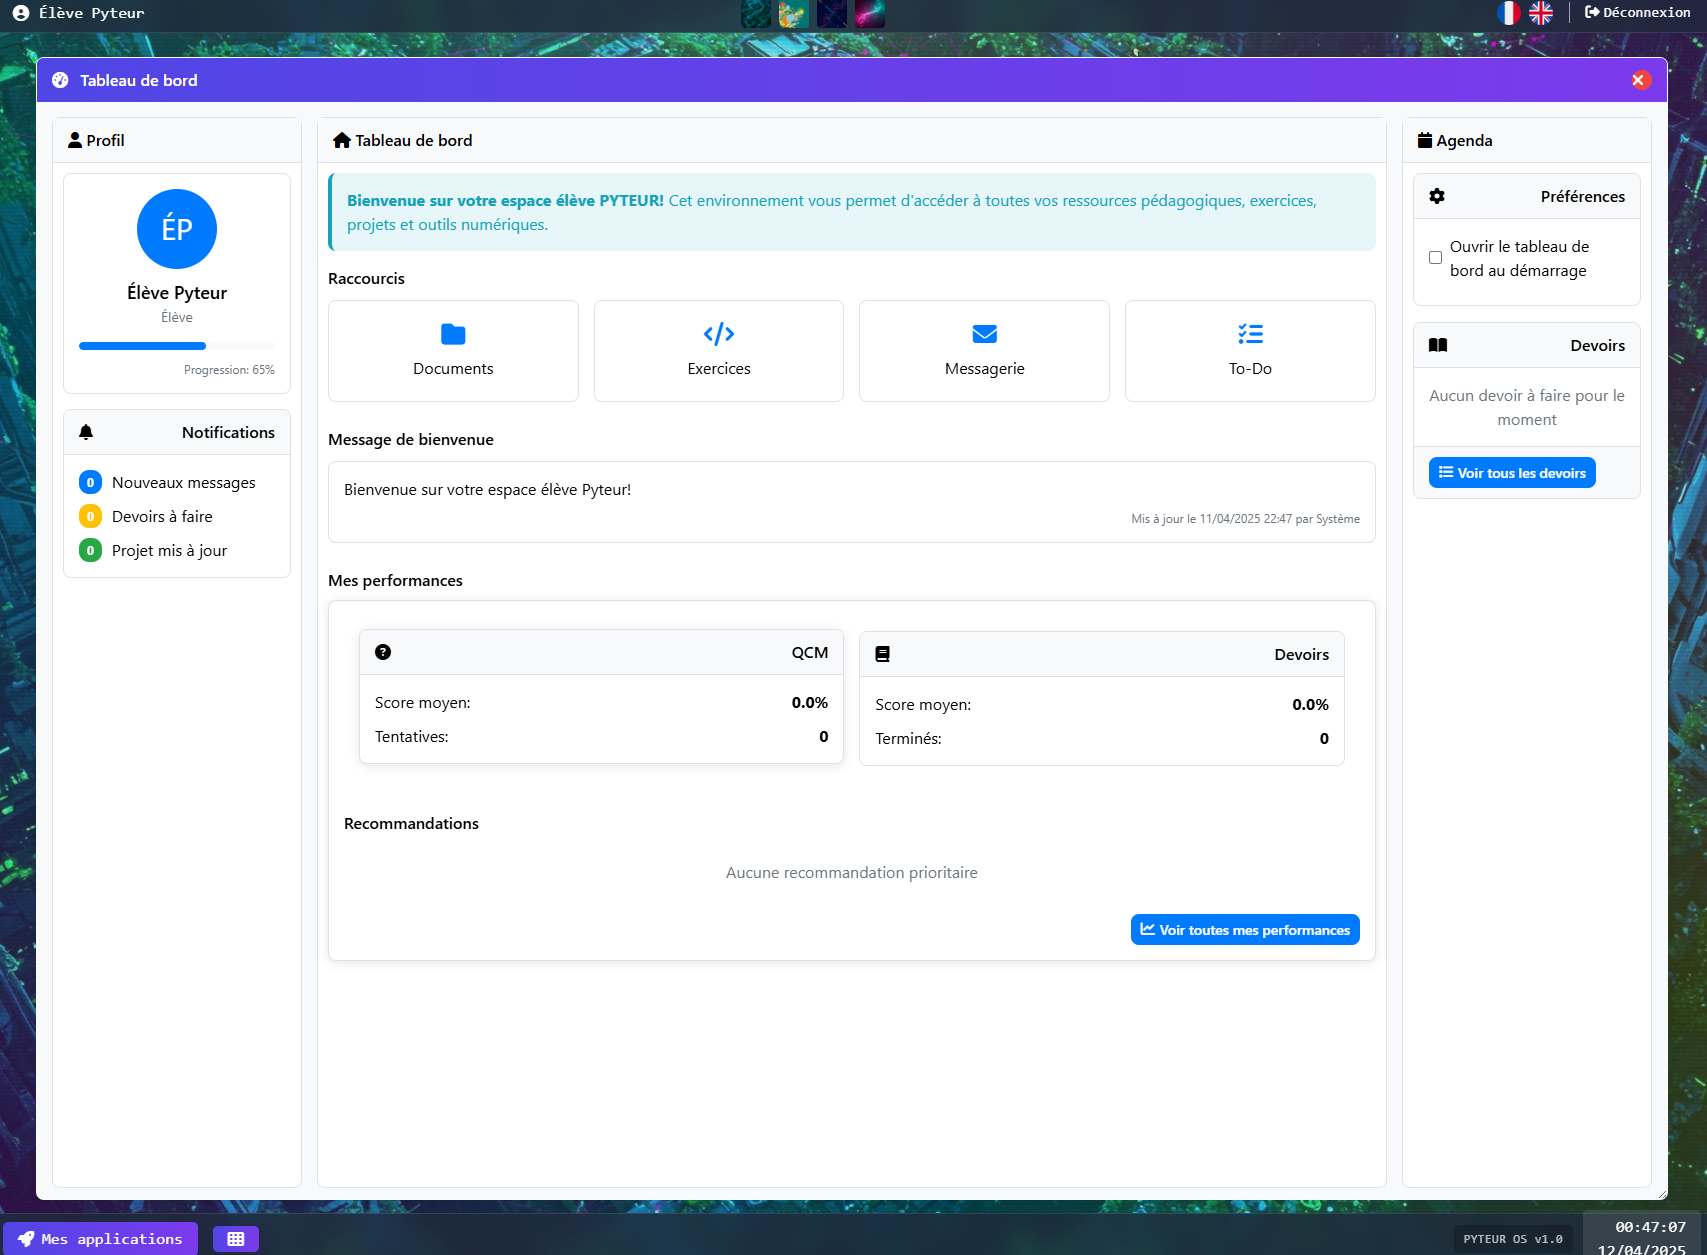 Élève Pyteur
Déconnexion
Tableau de bord
Profil
ÉP
Élève Pyteur
Élève
Progression: 65%
Notifications
0 Nouveaux messages
0 Devoirs à faire
0 Projet mis à jour
Tableau de bord
Bienvenue sur votre espace élève PYTEUR! Cet environnement vous permet d'accéder à toutes vos ressources pédagogiques, exercices,
projets et outils numériques.
Raccourcis
Documents
Exercices
Messagerie
To-Do
Message de bienvenue
Bienvenue sur votre espace élève Pyteur!
Mis à jour le 11/04/2025 22:47 par Système
Mes performances
QCM
Score moyen: 0.0%
Tentatives: 0
Devoirs
Score moyen: 0.0%
Terminés: 0
Recommandations
Aucune recommandation prioritaire
Voir toutes mes performances
Agenda
Préférences
Ouvrir le tableau de
bord au démarrage
Devoirs
Aucun devoir à faire pour le
moment
Voir tous les devoirs
Mes applications
PYTEUR OS v1.0
00:47:07
12/04/2025